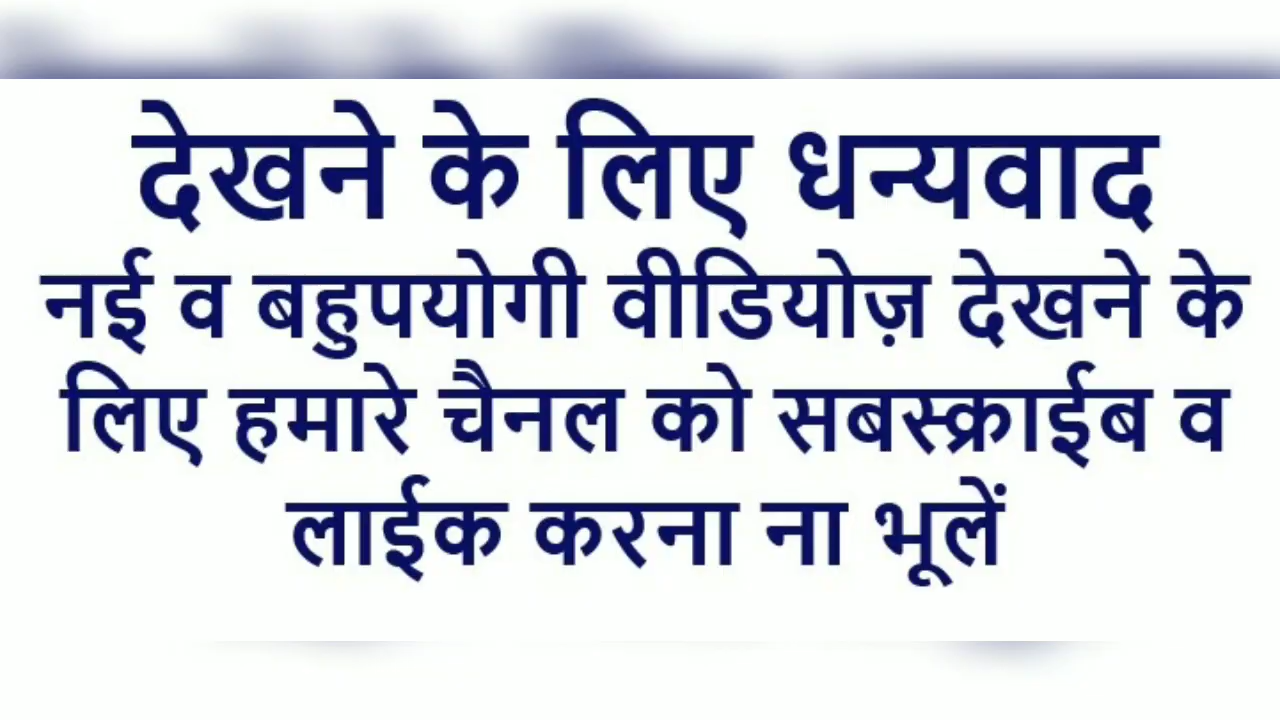 देखने के लिए धन्यवाद
नई व बहुपयोगी वीडियोज़ देखने के
लिए हमारे चैनल को सबस्क्राईब व
लाईक करना ना भूलें